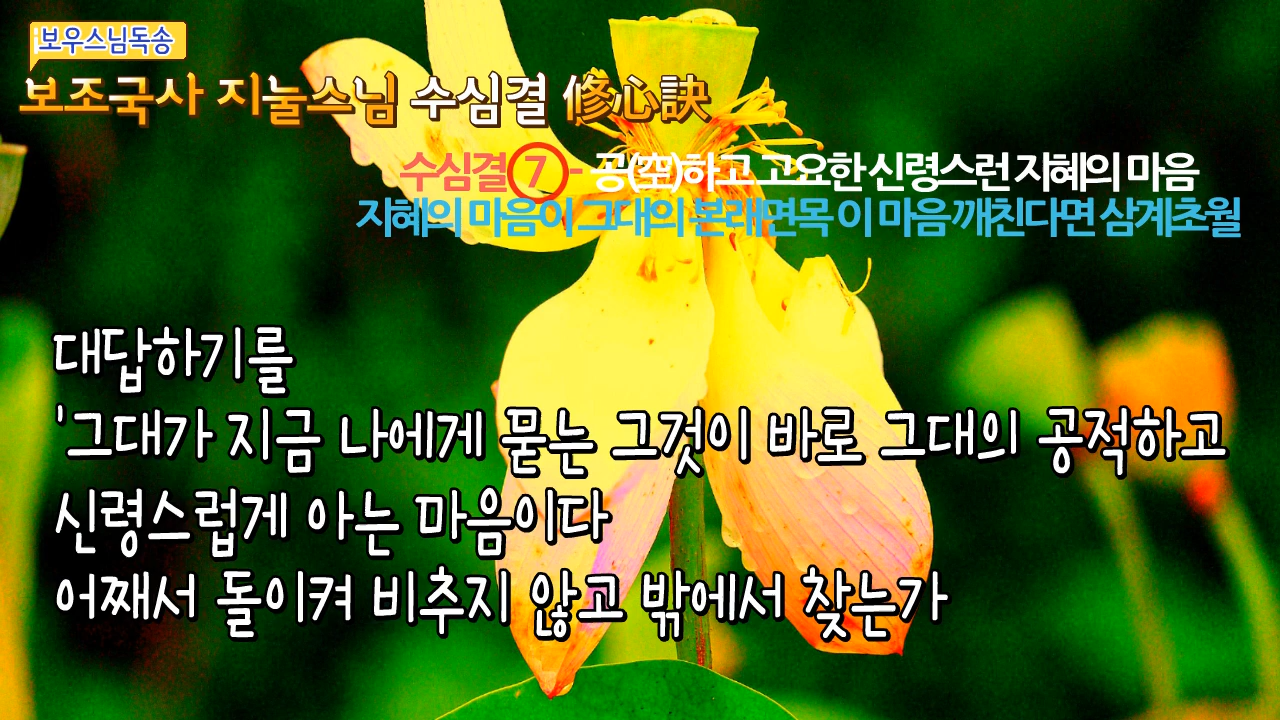 보우스님독송
보조국사 지눌스님 수심결 修心訣
수심결 7 - 공(空)하고 고요한 신령스런 지혜의 마음
지혜의 마음이 그대의 본래면목 이 마음 깨친다면 삼계초월
대답하기를
'그대가 지금 나에게 묻는 그것이 바로 그대의 공적하고
신령스럽게 아는 마음이다
어째서 돌이켜 비추지 않고 밖에서 찾는가